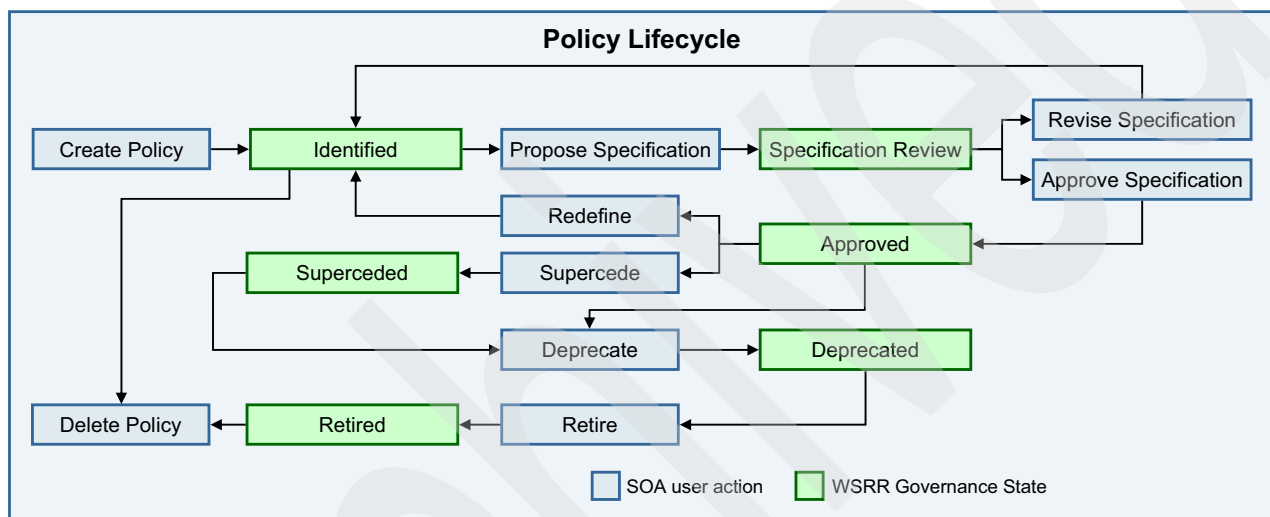 Policy Lifecycle
Create Policy
Identified
Propose Specification
Specification Review
Revise Specification
Approve Specification
Redefine
Approved
Superceded
Supercede
Deprecate
Deprecated
Delete Policy
Retired
Retire
SOA user action
WSRR Governance State